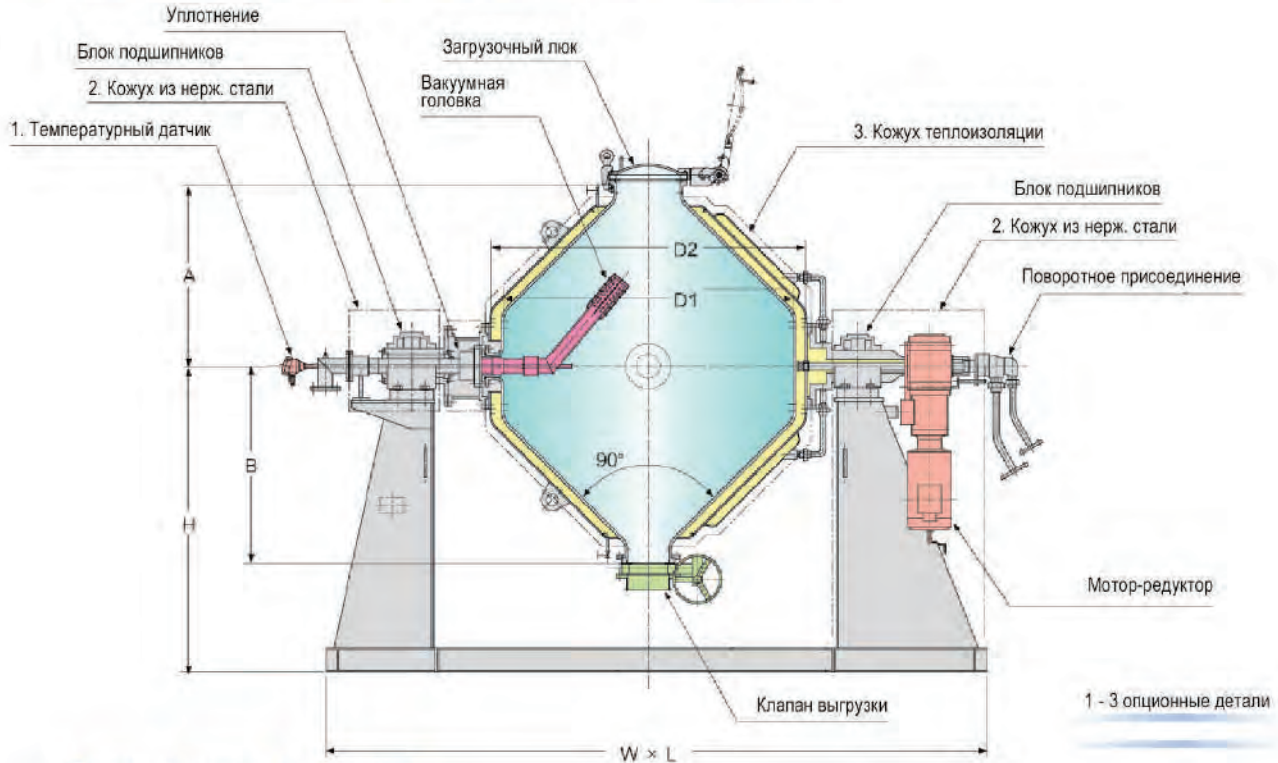 Уплотнение
Блок подшипников
2. Кожух из нерж. стали
1. Температурный датчик
Загрузочный люк
Вакуумная
головка
3. Кожух теплоизоляции
Блок подшипников
2. Кожух из нерж. стали
Поворотное присоединение
A
D2
D1
B
90°
H
Мотор-редуктор
Клапан выгрузки
1 - 3 опционные детали
W × L